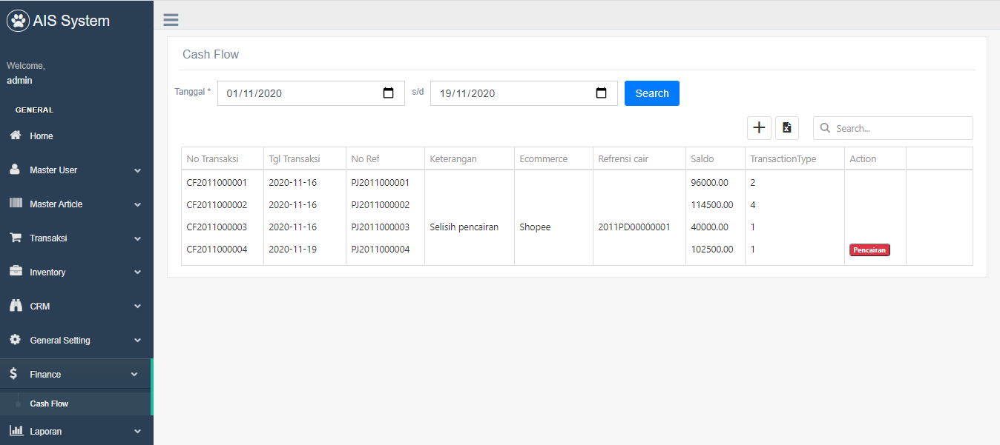 AIS System
Welcome,
admin
GENERAL
Home
Master User
Master Article
Transaksi
Inventory
CRM
General Setting
Finance
Cash Flow
Laporan
Cash Flow
Tanggal * 01/11/2020 s/d 19/11/2020 Search
Search...
No Transaksi Tgl Transaksi No Ref Keterangan Ecommerce Refrensi cair Saldo TransactionType Action
CF2011000001 2020-11-16 PJ2011000001 96000.00 2
CF2011000002 2020-11-16 PJ2011000002 114500.00 4
CF2011000003 2020-11-16 PJ2011000003 Selisih pencairan Shopee 2011PD00000001 40000.00 1
CF2011000004 2020-11-19 PJ2011000004 102500.00 1 Pencairan